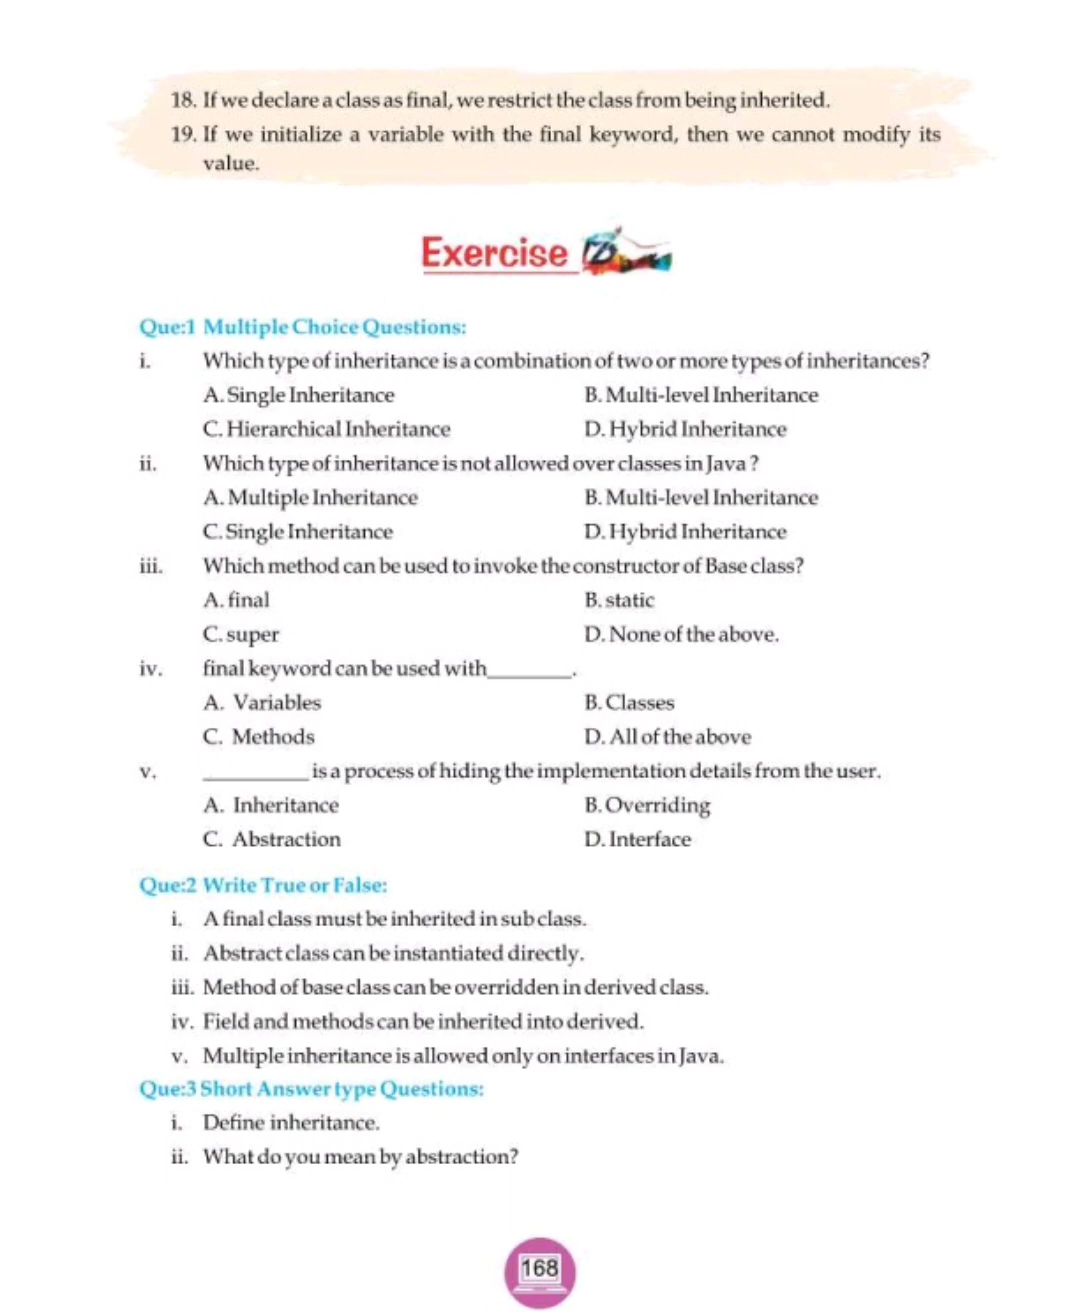 18. If we declare a class as final, we restrict the class from being inherited.
19. If we initialize a variable with the final keyword, then we cannot modify its
value.
Exercise
Que:1 Multiple Choice Questions:
i. Which type of inheritance is a combination of two or more types of inheritances?
A. Single Inheritance B. Multi-level Inheritance
C. Hierarchical Inheritance D. Hybrid Inheritance
ii. Which type of inheritance is not allowed over classes in Java ?
A. Multiple Inheritance B. Multi-level Inheritance
C. Single Inheritance D. Hybrid Inheritance
iii. Which method can be used to invoke the constructor of Base class?
A. final B. static
C. super D. None of the above.
iv. final keyword can be used with________.
A. Variables B. Classes
C. Methods D. All of the above
v. __________ is a process of hiding the implementation details from the user.
A. Inheritance B. Overriding
C. Abstraction D. Interface
Que:2 Write True or False:
i. A final class must be inherited in sub class.
ii. Abstract class can be instantiated directly.
iii. Method of base class can be overridden in derived class.
iv. Field and methods can be inherited into derived.
v. Multiple inheritance is allowed only on interfaces in Java.
Que:3 Short Answer type Questions:
i. Define inheritance.
ii. What do you mean by abstraction?
168